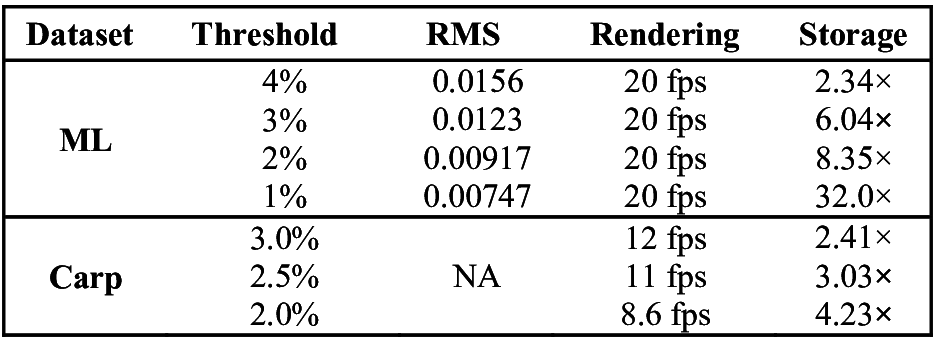 Dataset Threshold RMS Rendering Storage
ML
4% 0.0156 20 fps 2.34×
3% 0.0123 20 fps 6.04×
2% 0.00917 20 fps 8.35×
1% 0.00747 20 fps 32.0×
Carp
3.0% 12 fps 2.41×
2.5% NA 11 fps 3.03×
2.0% 8.6 fps 4.23×